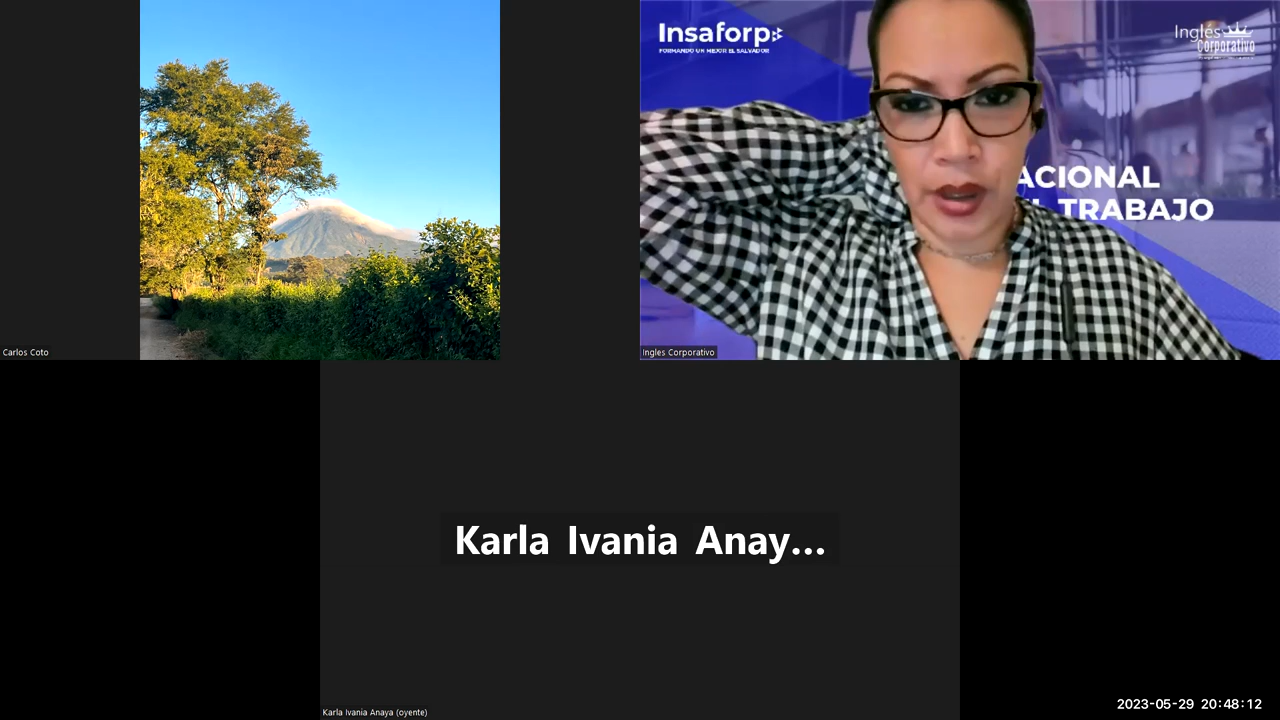 Insaforp
FORMANDO UN MEJOR EL SALVADOR
Inglés
Corporativo
ACIONAL
L TRABAJO
Carlos Coto
Ingles Corporativo
Karla Ivania Anay...
Karla Ivania Anaya (oyente)
2023-05-29 20:48:12